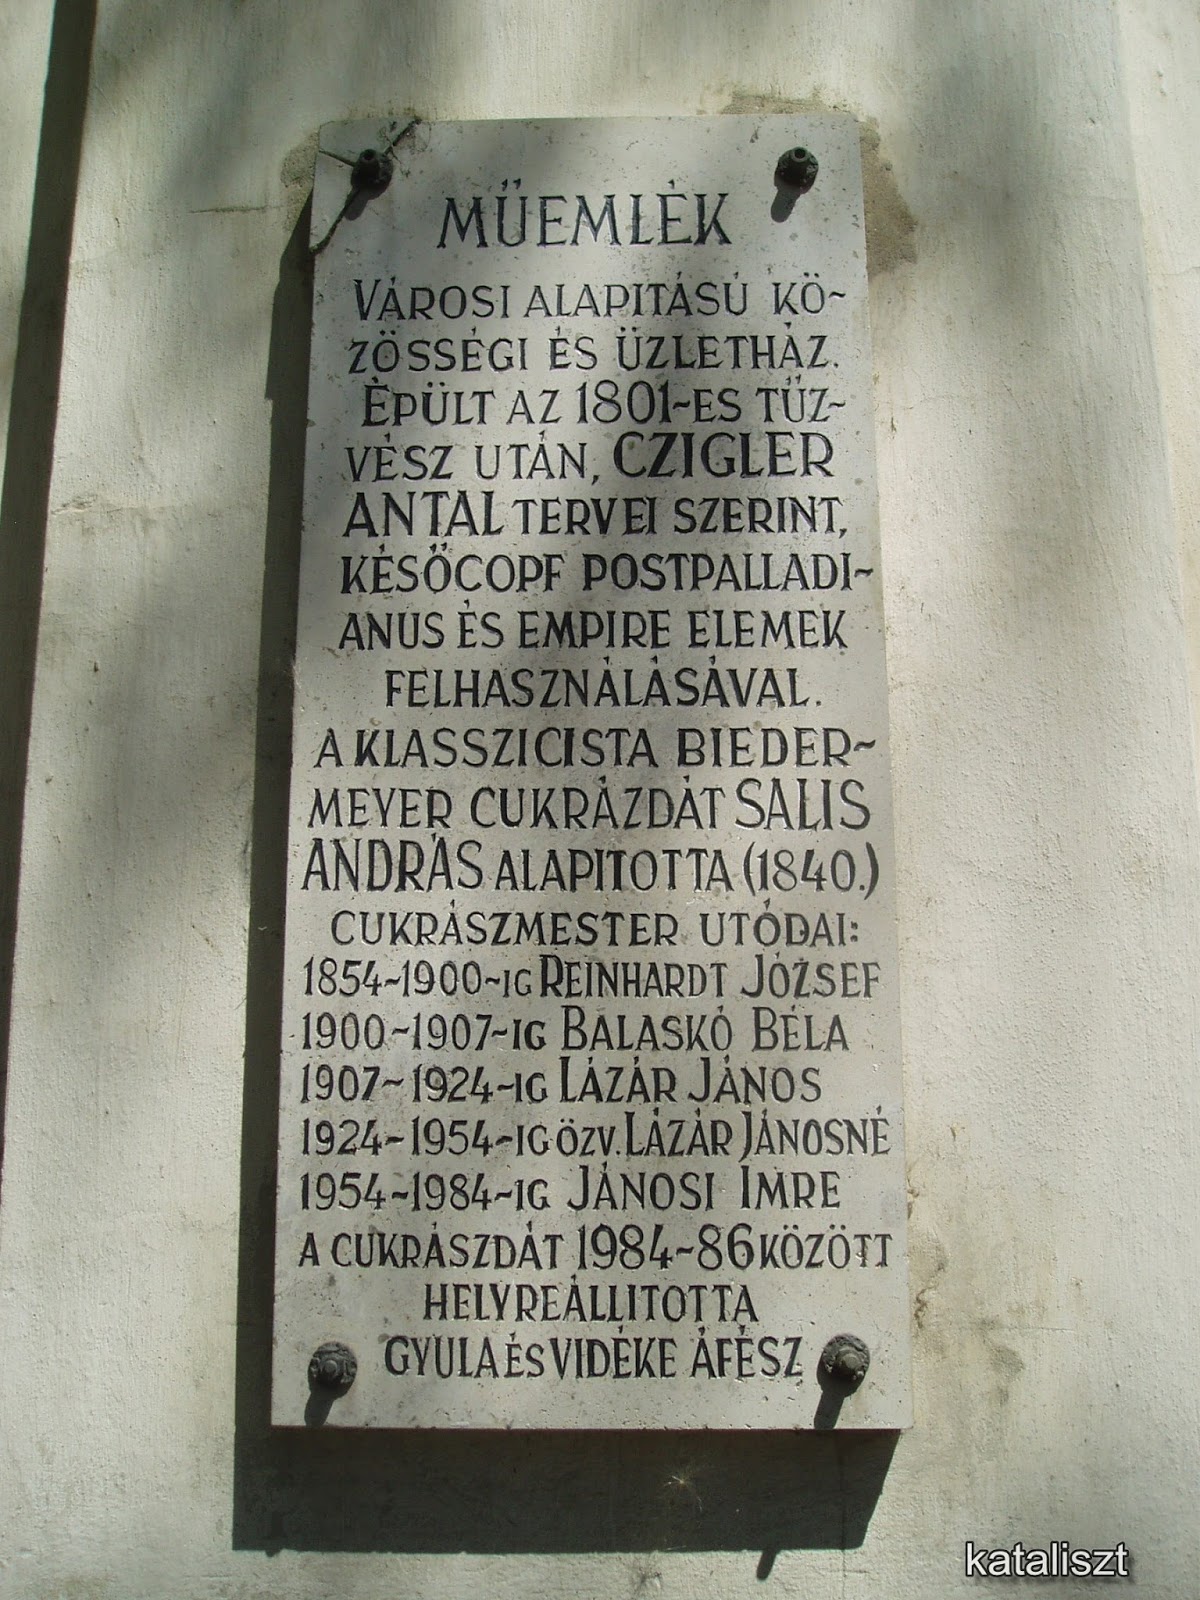 MŰEMLÉK
VÁROSI ALAPITÁSÚ KÖ-
ZÖSSÉGI ÉS ÜZLETHÁZ.
ÉPÜLT AZ 1801-ES TŰZ-
VÉSZ UTÁN, CZIGLER
ANTAL TERVEI SZERINT,
KÉSŐCOPF POSTPALLADI-
ANUS ÉS EMPIRE ELEMEK
FELHASZNÁLÁSÁVAL.
A KLASSZICISTA BIEDER-
MEYER CUKRÁZDÁT SALIS
ANDRÁS ALAPITOTTA (1840.)
CUKRÁSZMESTER UTÓDAI:
1854-1900-IG REINHARDT JÓZSEF
1900-1907-IG BALASKÓ BÉLA
1907-1924-IG LÁZÁR JÁNOS
1924-1954-IG ÖZV. LÁZÁR JÁNOSNÉ
1954-1984-IG JÁNOSI IMRE
A CUKRÁSZDÁT 1984-86 KÖZÖTT
HELYREÁLLITOTTA
GYULA ÉS VIDÉKE ÁFÉSZ
kataliszt